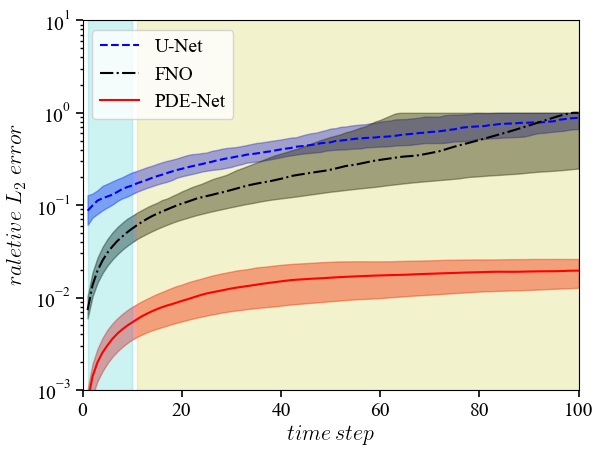 10^1
10^0
10^-1
10^-2
10^-3
raletive L_2 error
U-Net
FNO
PDE-Net
0 20 40 60 80 100
time step